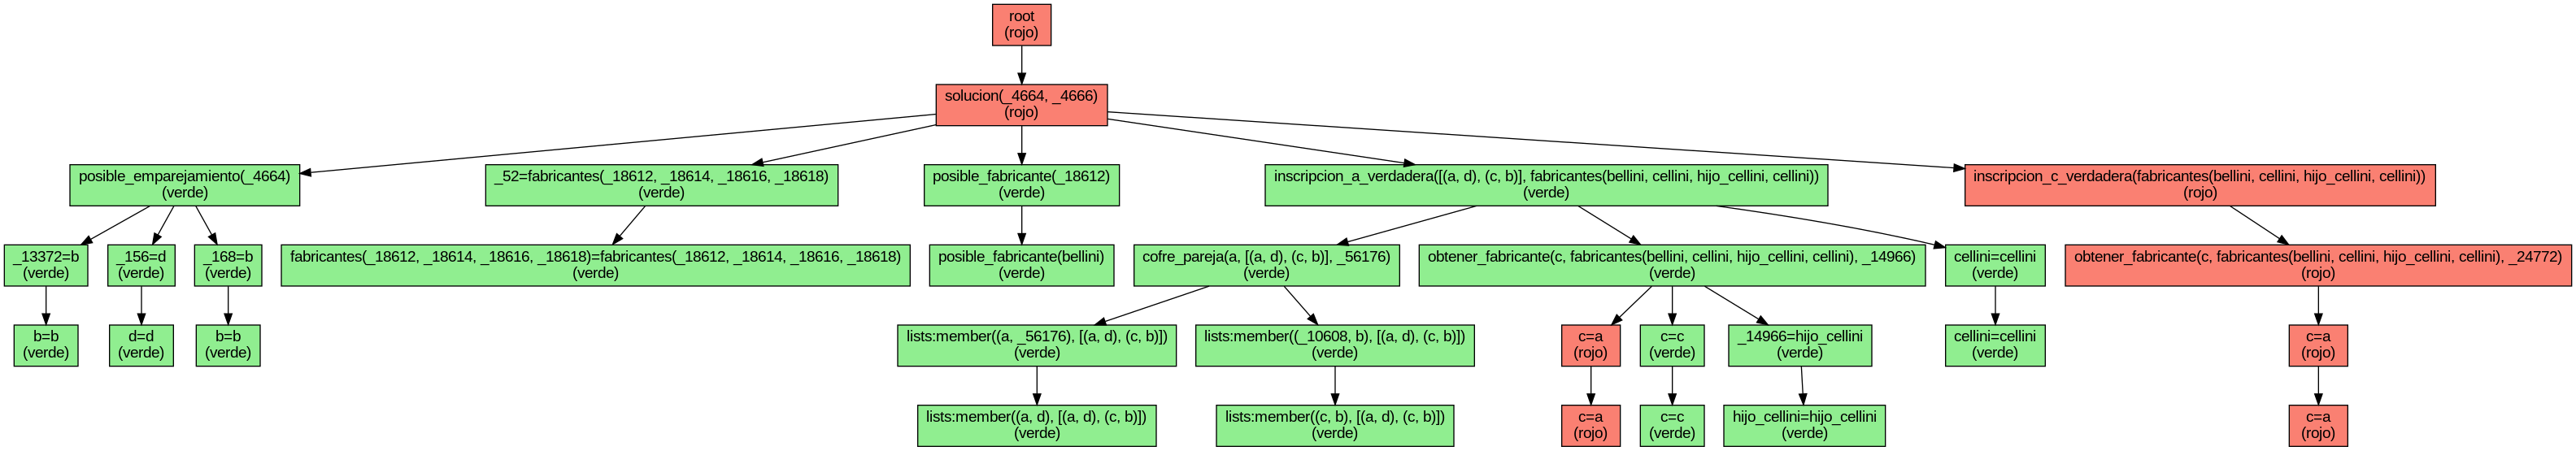 root
(rojo)
solucion(_4664, _4666)
(rojo)
posible_emparejamiento(_4664)
(verde)
_52=fabricantes(_18612, _18614, _18616, _18618)
(verde)
posible_fabricante(_18612)
(verde)
inscripcion_a_verdadera([(a, d), (c, b)], fabricantes(bellini, cellini, hijo_cellini, cellini))
(verde)
inscripcion_c_verdadera(fabricantes(bellini, cellini, hijo_cellini, cellini))
(rojo)
_13372=b
(verde)
_156=d
(verde)
_168=b
(verde)
fabricantes(_18612, _18614, _18616, _18618)=fabricantes(_18612, _18614, _18616, _18618)
(verde)
posible_fabricante(bellini)
(verde)
cofre_pareja(a, [(a, d), (c, b)], _56176)
(verde)
obtener_fabricante(c, fabricantes(bellini, cellini, hijo_cellini, cellini), _14966)
(verde)
cellini=cellini
(verde)
obtener_fabricante(c, fabricantes(bellini, cellini, hijo_cellini, cellini), _24772)
(rojo)
b=b
(verde)
d=d
(verde)
b=b
(verde)
lists:member((a, _56176), [(a, d), (c, b)])
(verde)
lists:member((_10608, b), [(a, d), (c, b)])
(verde)
c=a
(rojo)
c=c
(verde)
_14966=hijo_cellini
(verde)
cellini=cellini
(verde)
c=a
(rojo)
lists:member((a, d), [(a, d), (c, b)])
(verde)
lists:member((c, b), [(a, d), (c, b)])
(verde)
c=a
(rojo)
c=c
(verde)
hijo_cellini=hijo_cellini
(verde)
c=a
(rojo)